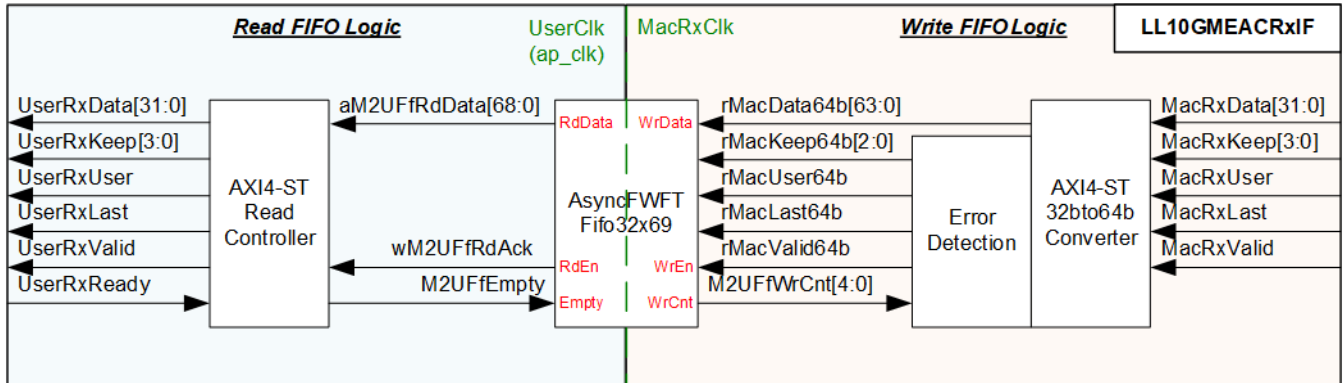 Read FIFO Logic
UserClk
(ap_clk)
MacRxClk
Write FIFO Logic
LL10GMEACRxIF
UserRxData[31:0]
UserRxKeep[3:0]
UserRxUser
UserRxLast
UserRxValid
UserRxReady
AXI4-ST
Read
Controller
aM2UFfRdData[68:0]
wM2UFfRdAck
M2UFfEmpty
RdData
WrData
AsyncFWFT
Fifo32x69
RdEn
WrEn
Empty
WrCnt
rMacData64b[63:0]
rMacKeep64b[2:0]
rMacUser64b
rMacLast64b
rMacValid64b
M2UFfWrCnt[4:0]
Error
Detection
AXI4-ST
32bto64b
Converter
MacRxData[31:0]
MacRxKeep[3:0]
MacRxUser
MacRxLast
MacRxValid